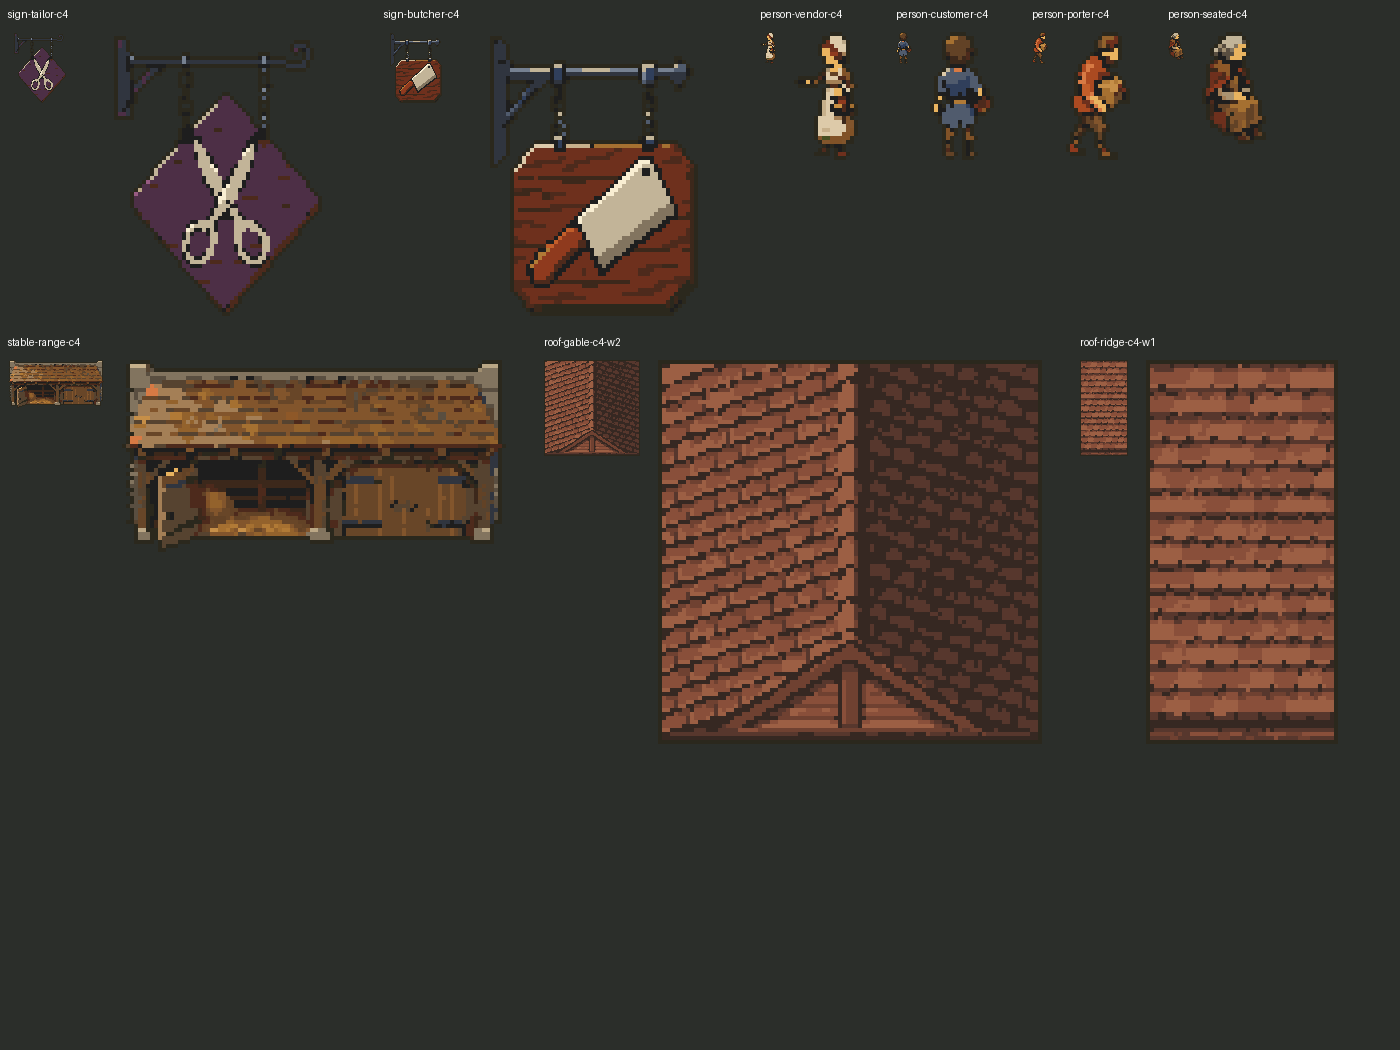 sign-tailor-c4
sign-butcher-c4
person-vendor-c4
person-customer-c4
person-porter-c4
person-seated-c4
stable-range-c4
roof-gable-c4-w2
roof-ridge-c4-w1